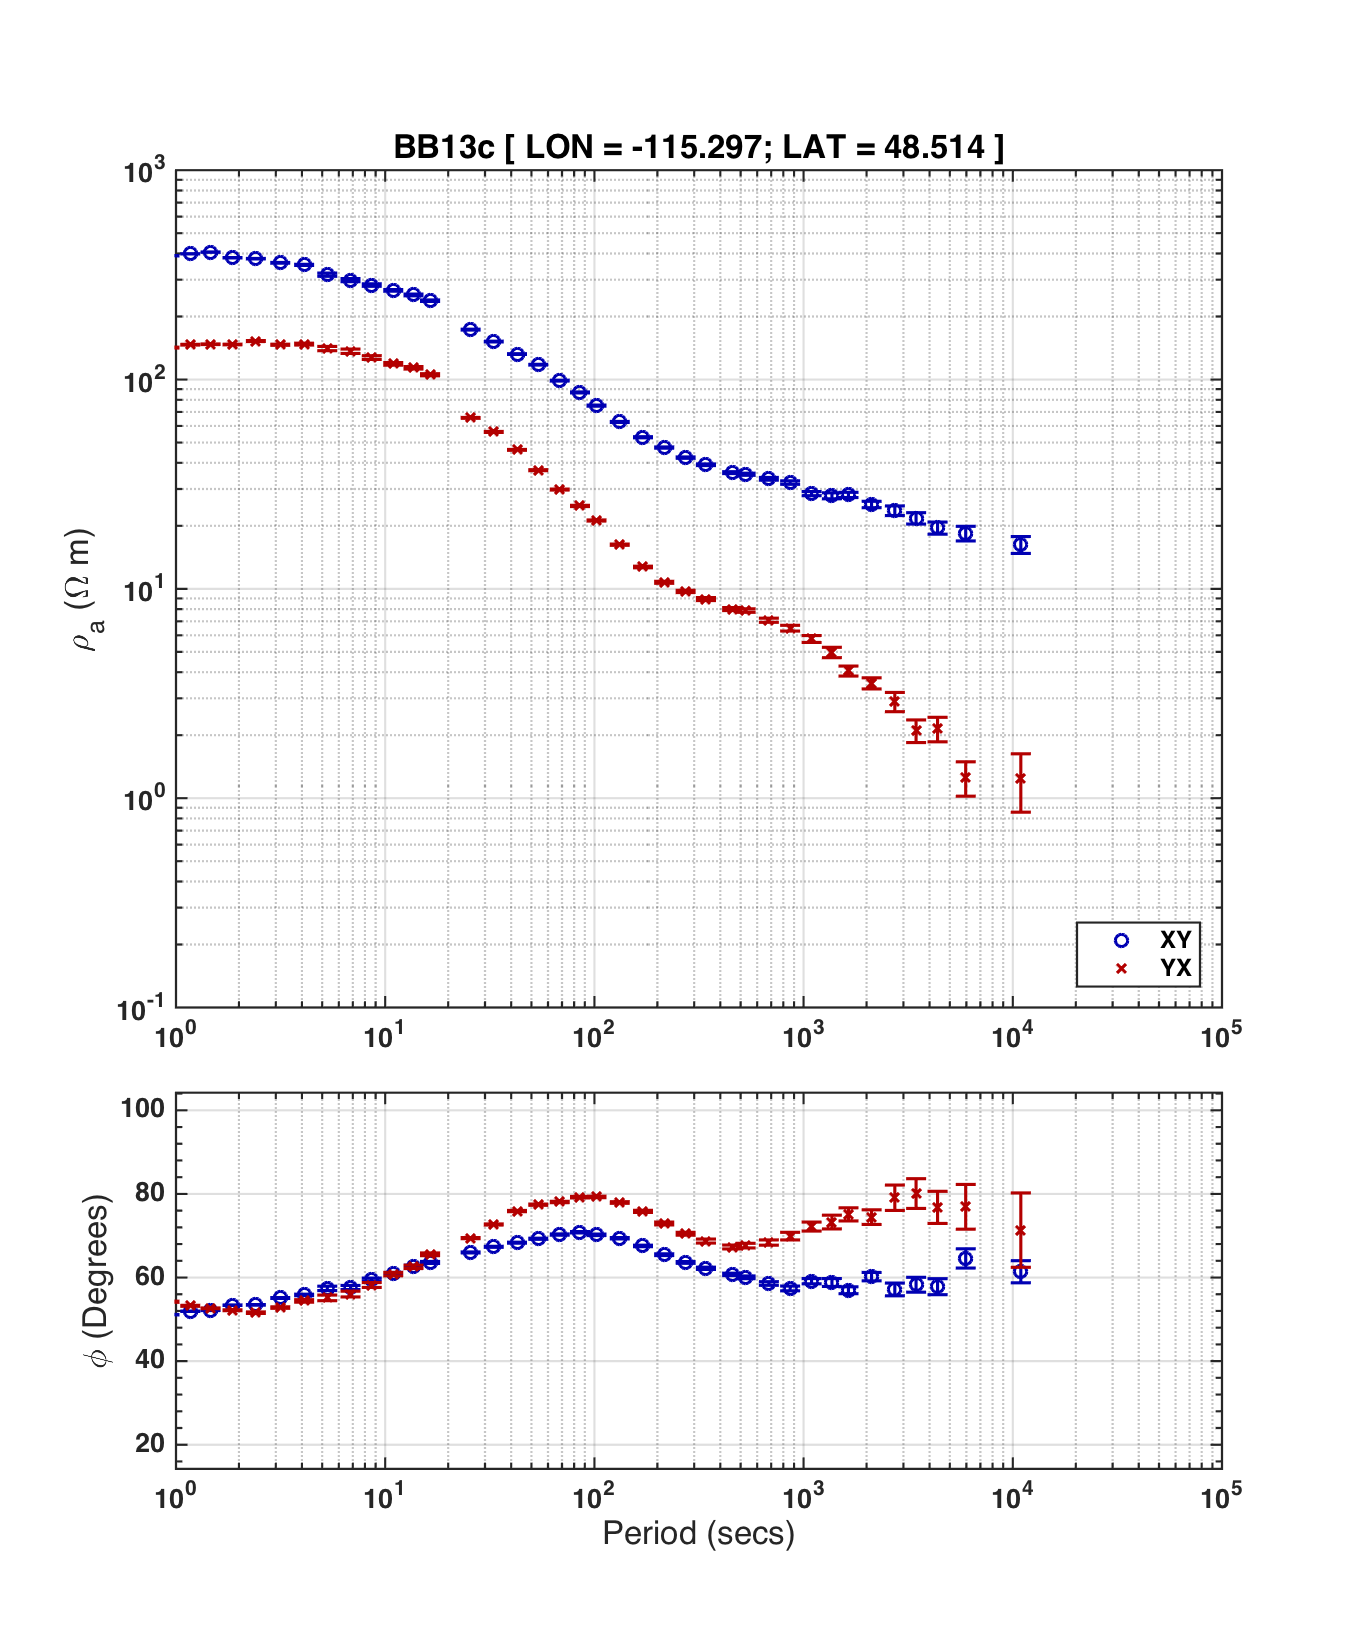 BB13c [ LON = -115.297; LAT = 48.514 ]
10³
10²
10¹
10⁰
10⁻¹
ρₐ (Ω m)
XY
YX
10⁰ 10¹ 10² 10³ 10⁴ 10⁵
100
80
60
40
20
ϕ (Degrees)
10⁰ 10¹ 10² 10³ 10⁴ 10⁵
Period (secs)